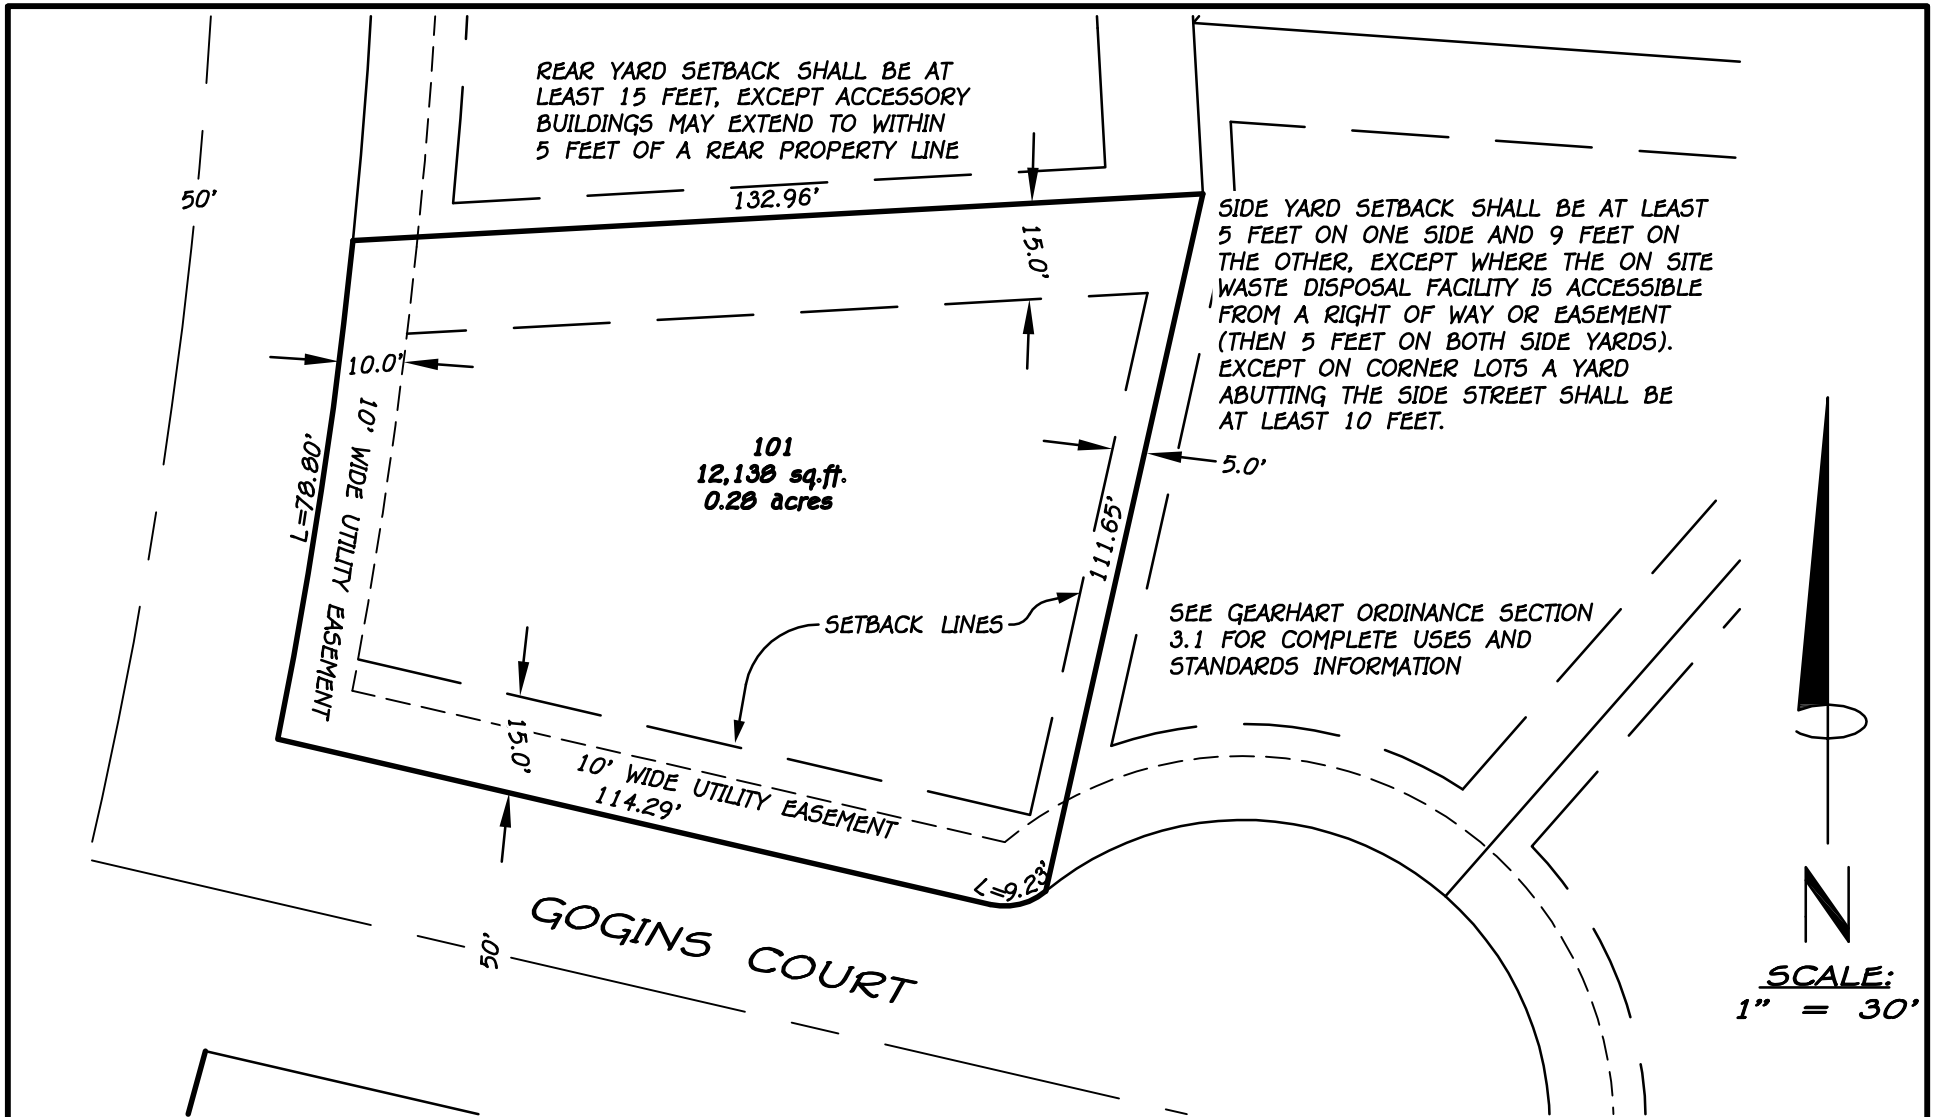 REAR YARD SETBACK SHALL BE AT
LEAST 15 FEET, EXCEPT ACCESSORY
BUILDINGS MAY EXTEND TO WITHIN
5 FEET OF A REAR PROPERTY LINE
50'
132.96'
SIDE YARD SETBACK SHALL BE AT LEAST
5 FEET ON ONE SIDE AND 9 FEET ON
THE OTHER, EXCEPT WHERE THE ON SITE
WASTE DISPOSAL FACILITY IS ACCESSIBLE
FROM A RIGHT OF WAY OR EASEMENT
(THEN 5 FEET ON BOTH SIDE YARDS).
EXCEPT ON CORNER LOTS A YARD
ABUTTING THE SIDE STREET SHALL BE
AT LEAST 10 FEET.
15.0'
10.0'
10' WIDE UTILITY EASEMENT
L=78.80'
101
12,138 sq.ft.
0.28 acres
5.0'
111.65'
SETBACK LINES
SEE GEARHART ORDINANCE SECTION
3.1 FOR COMPLETE USES AND
STANDARDS INFORMATION
15.0'
10' WIDE UTILITY EASEMENT
114.29'
L=9.23'
GOGINS COURT
50'
N
SCALE:
1" = 30'